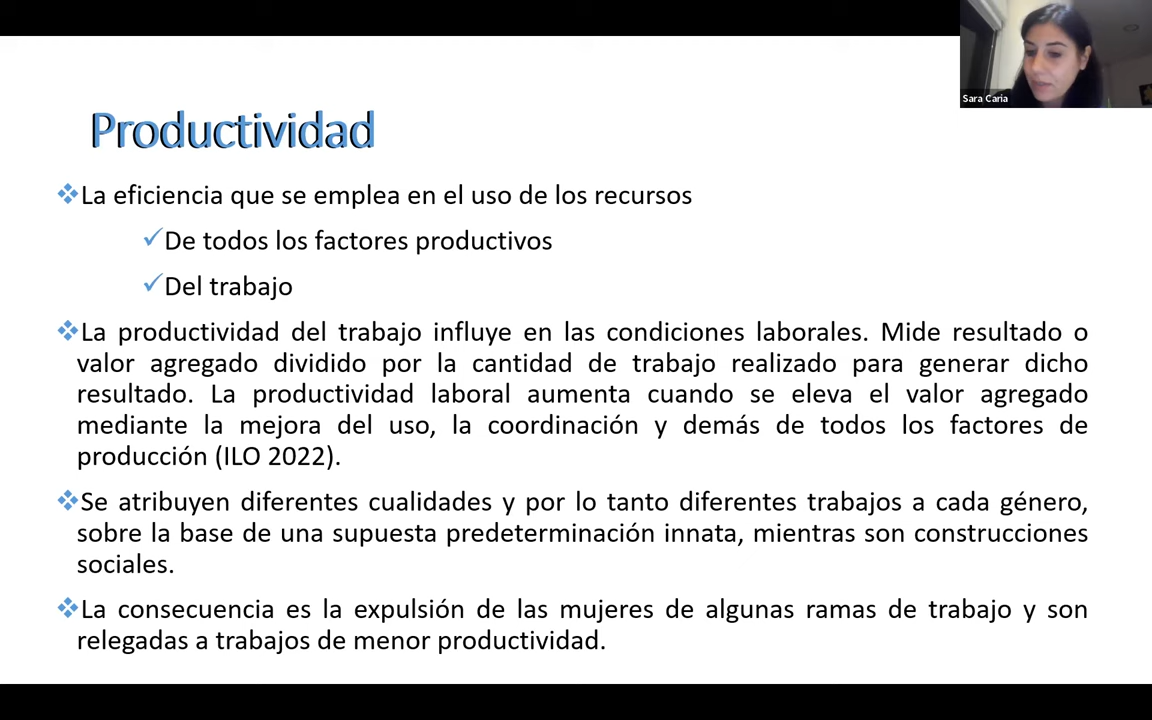 Sara Caria
Productividad
❖La eficiencia que se emplea en el uso de los recursos
✓De todos los factores productivos
✓Del trabajo
❖La productividad del trabajo influye en las condiciones laborales. Mide resultado o
valor agregado dividido por la cantidad de trabajo realizado para generar dicho
resultado. La productividad laboral aumenta cuando se eleva el valor agregado
mediante la mejora del uso, la coordinación y demás de todos los factores de
producción (ILO 2022).
❖Se atribuyen diferentes cualidades y por lo tanto diferentes trabajos a cada género,
sobre la base de una supuesta predeterminación innata, mientras son construcciones
sociales.
❖La consecuencia es la expulsión de las mujeres de algunas ramas de trabajo y son
relegadas a trabajos de menor productividad.